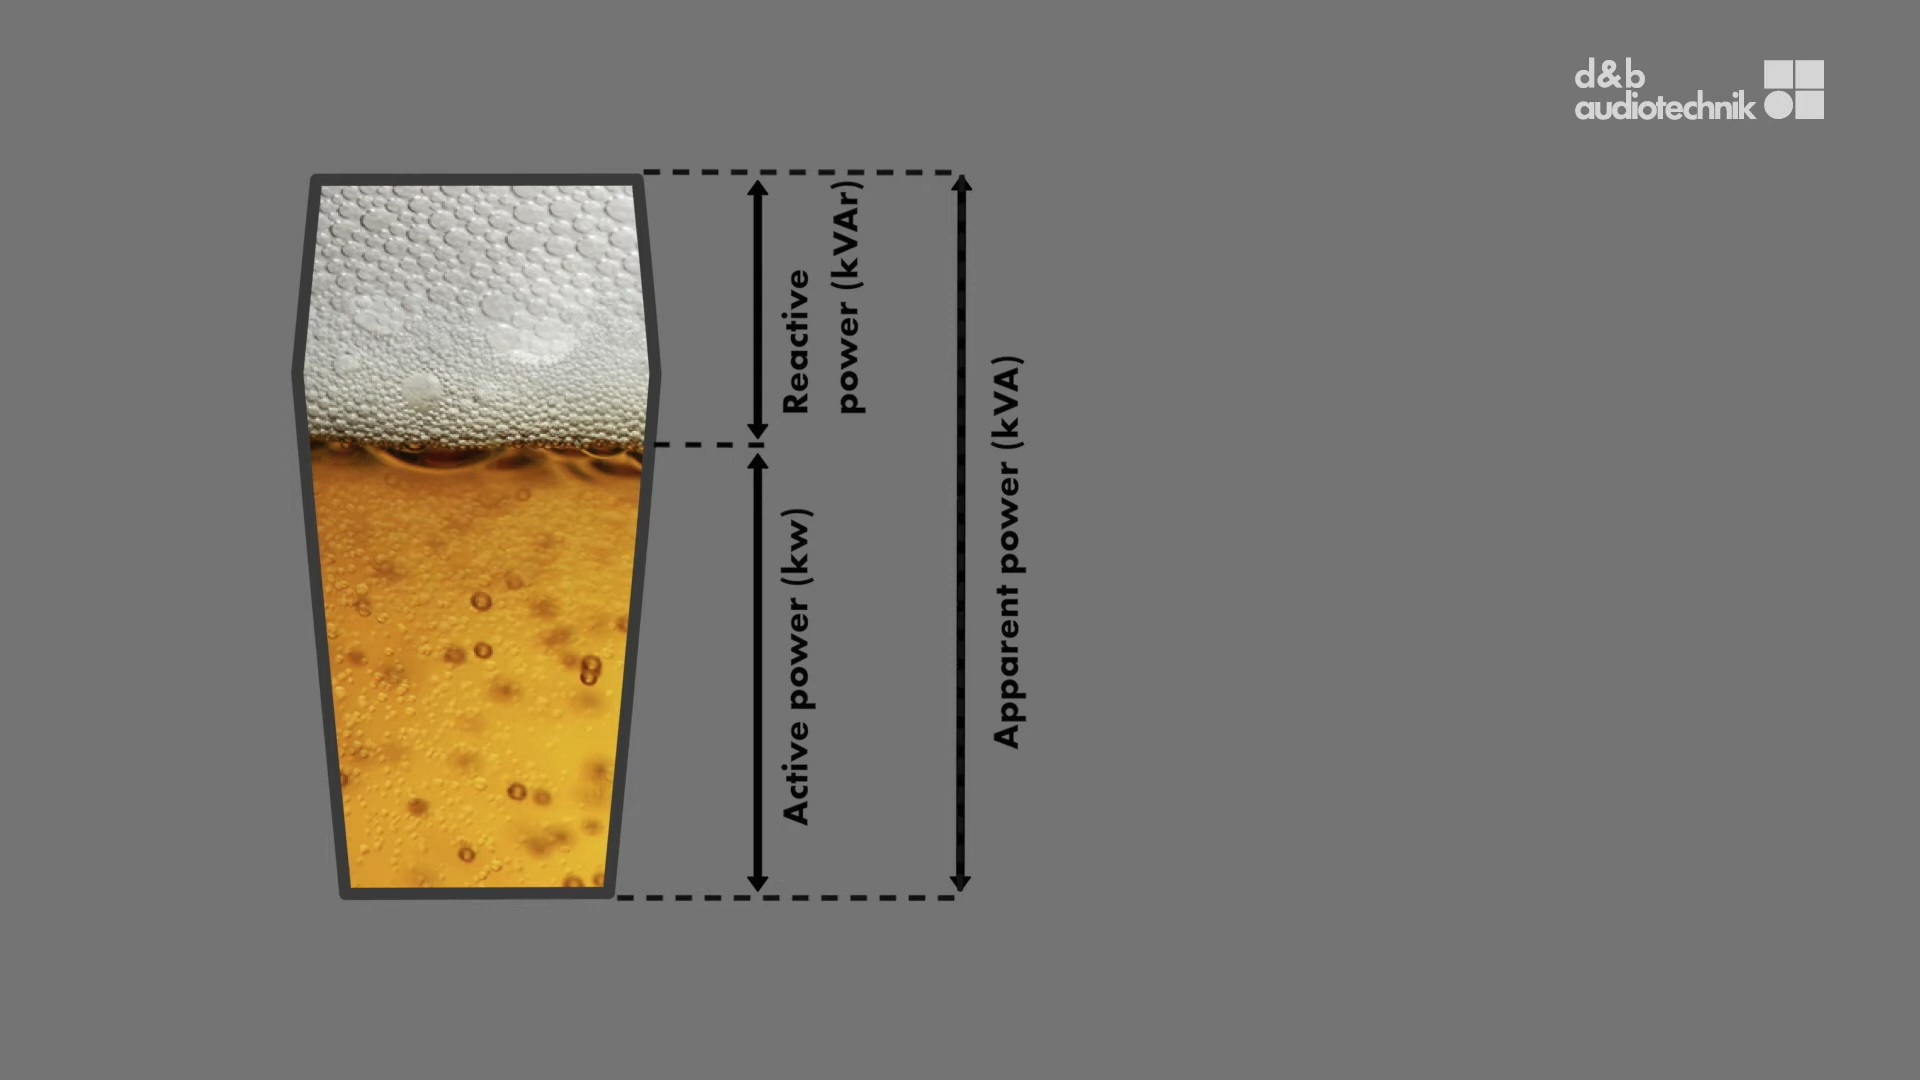 d&b
audiotechnik
Reactive
power (kVAr)
Active power (kw)
Apparent power (kVA)